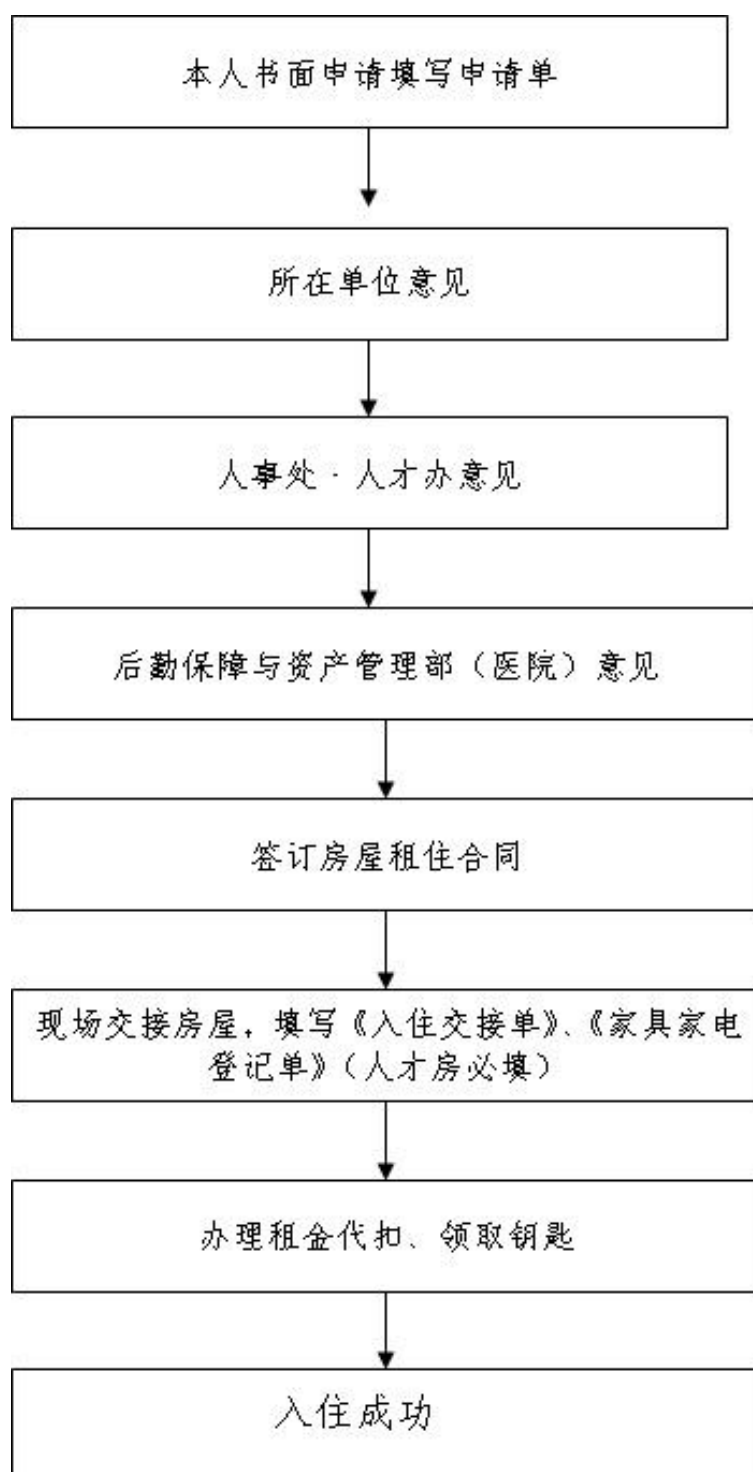 本人书面申请填写申请单
所在单位意见
人事处·人才办意见
后勤保障与资产管理部（医院）意见
签订房屋租住合同
现场交接房屋，填写《入住交接单》、《家具家电
登记单》（人才房必填）
办理租金代扣、领取钥匙
入住成功